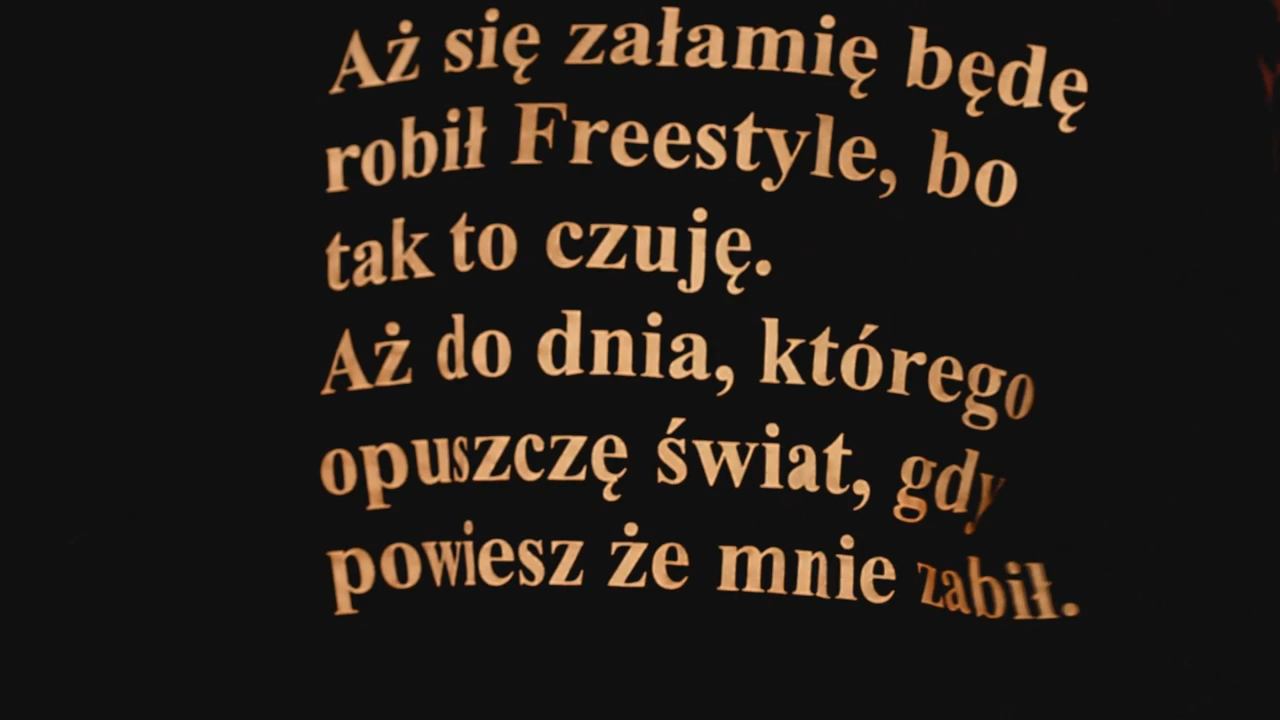 Aż się załamię będę
robił Freestyle, bo
tak to czuję.
Aż do dnia, którego
opuszczę świat, gdy
powiesz że mnie zabił.